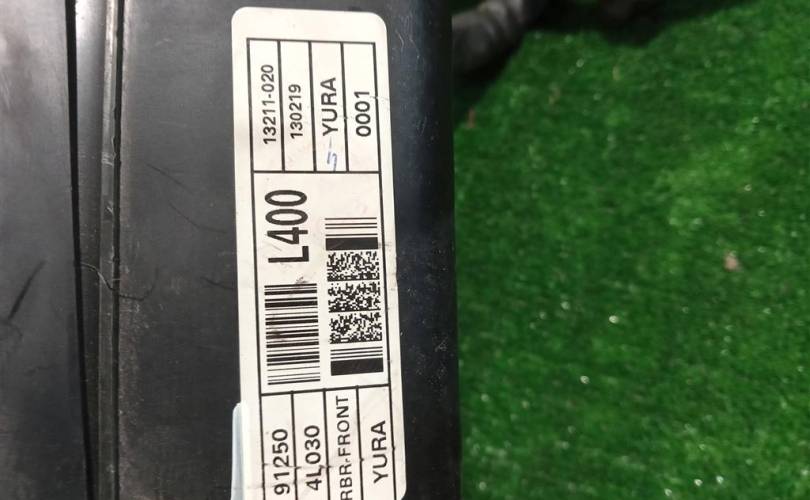 91250
4L030
RBR-FRONT
YURA
L400
13211-020
130219
YURA
0001